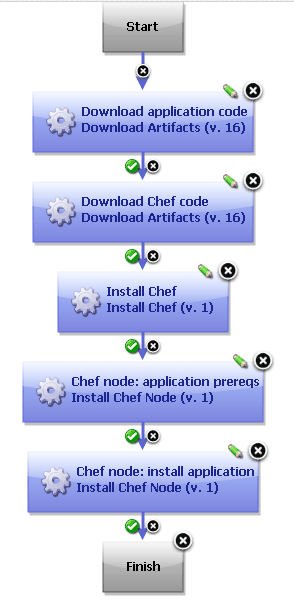 Start
Download application code
Download Artifacts (v. 16)
Download Chef code
Download Artifacts (v. 16)
Install Chef
Install Chef (v. 1)
Chef node: application prereqs
Install Chef Node (v. 1)
Chef node: install application
Install Chef Node (v. 1)
Finish